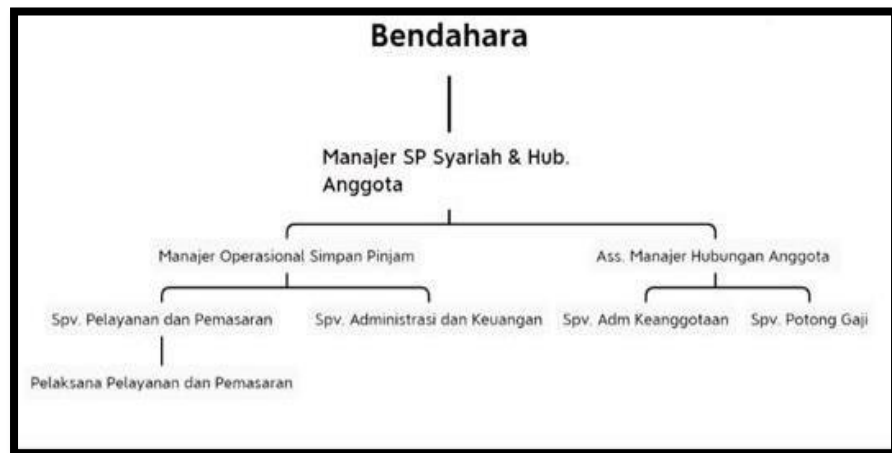 Bendahara
Manajer SP Syariah & Hub.
Anggota
Manajer Operasional Simpan Pinjam
Ass. Manajer Hubungan Anggota
Spv. Pelayanan dan Pemasaran
Spv. Administrasi dan Keuangan
Spv. Adm Keanggotaan
Spv. Potong Gaji
Pelaksana Pelayanan dan Pemasaran